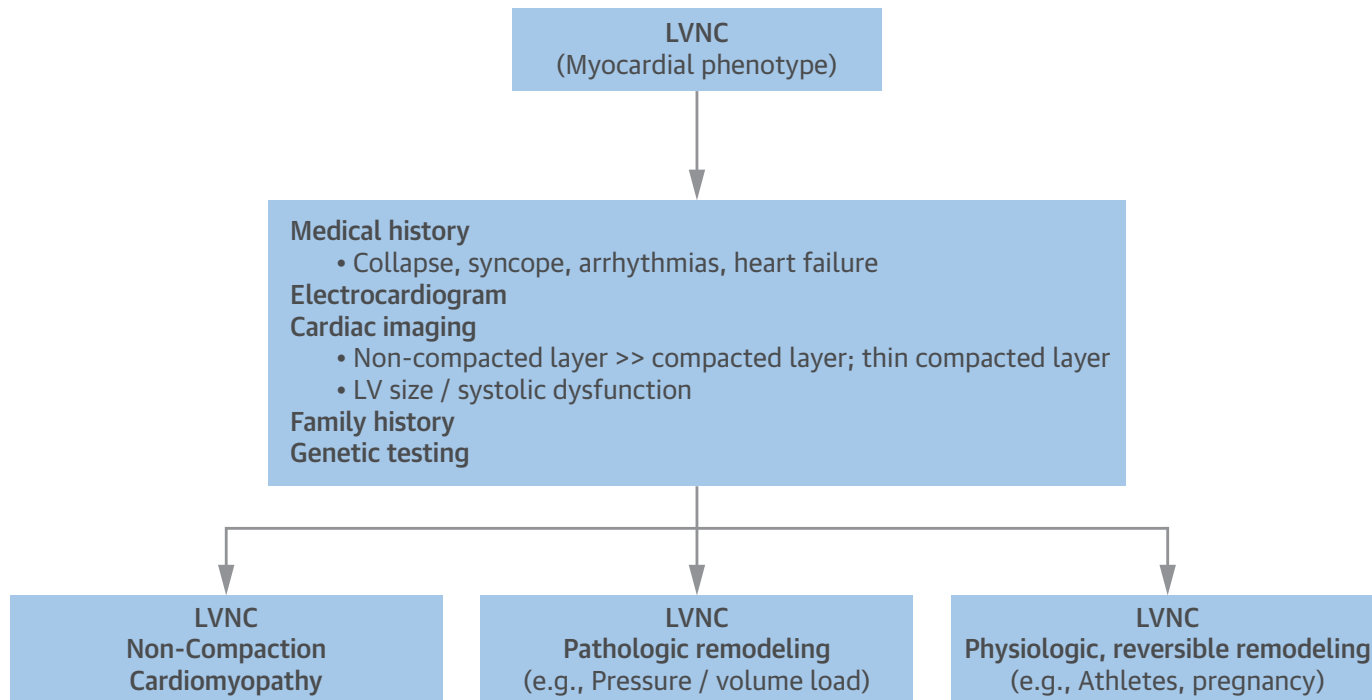 LVNC
(Myocardial phenotype)
Medical history
• Collapse, syncope, arrhythmias, heart failure
Electrocardiogram
Cardiac imaging
• Non-compacted layer >> compacted layer; thin compacted layer
• LV size / systolic dysfunction
Family history
Genetic testing
LVNC
Non-Compaction
Cardiomyopathy
LVNC
Pathologic remodeling
(e.g., Pressure / volume load)
LVNC
Physiologic, reversible remodeling
(e.g., Athletes, pregnancy)